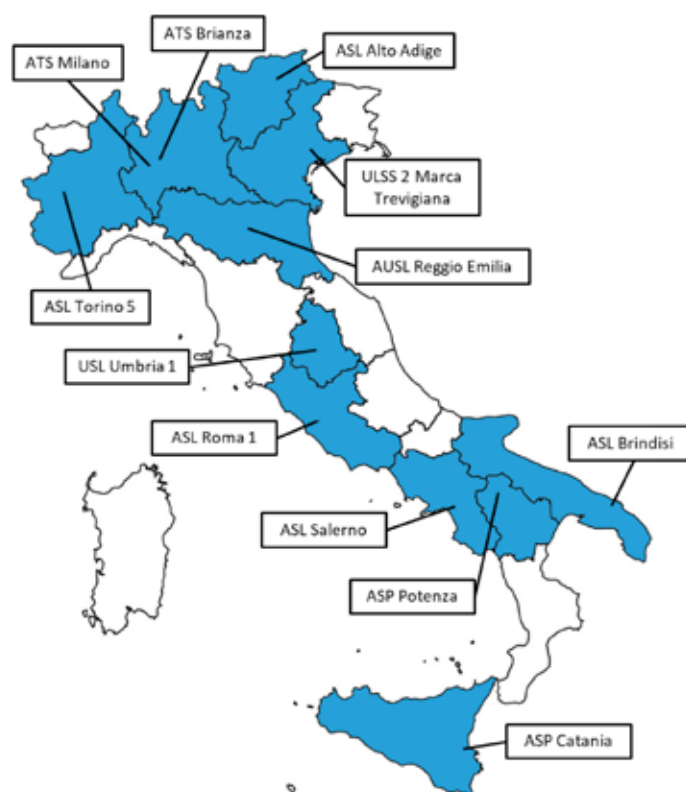 ATS Brianza
ASL Alto Adige
ATS Milano
ULSS 2 Marca
Trevigiana
AUSL Reggio Emilia
ASL Torino 5
USL Umbria 1
ASL Roma 1
ASL Brindisi
ASL Salerno
ASP Potenza
ASP Catania